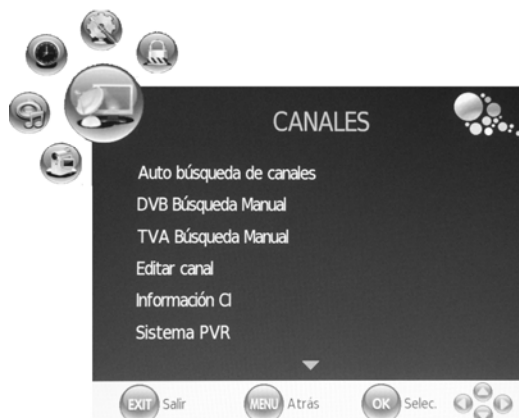 CANALES
Auto búsqueda de canales
DVB Búsqueda Manual
TVA Búsqueda Manual
Editar canal
Información CI
Sistema PVR
EXIT Salir MENU Atrás OK Selec.